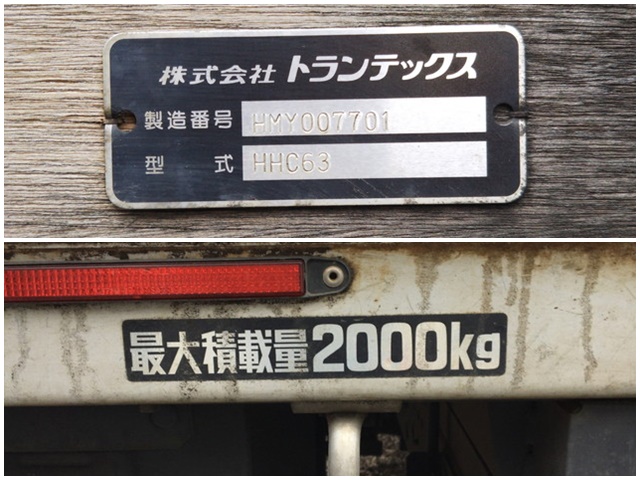 株式会社 トランテックス
製造番号 HMY007701
型式 HHC63
最大積載量2000kg